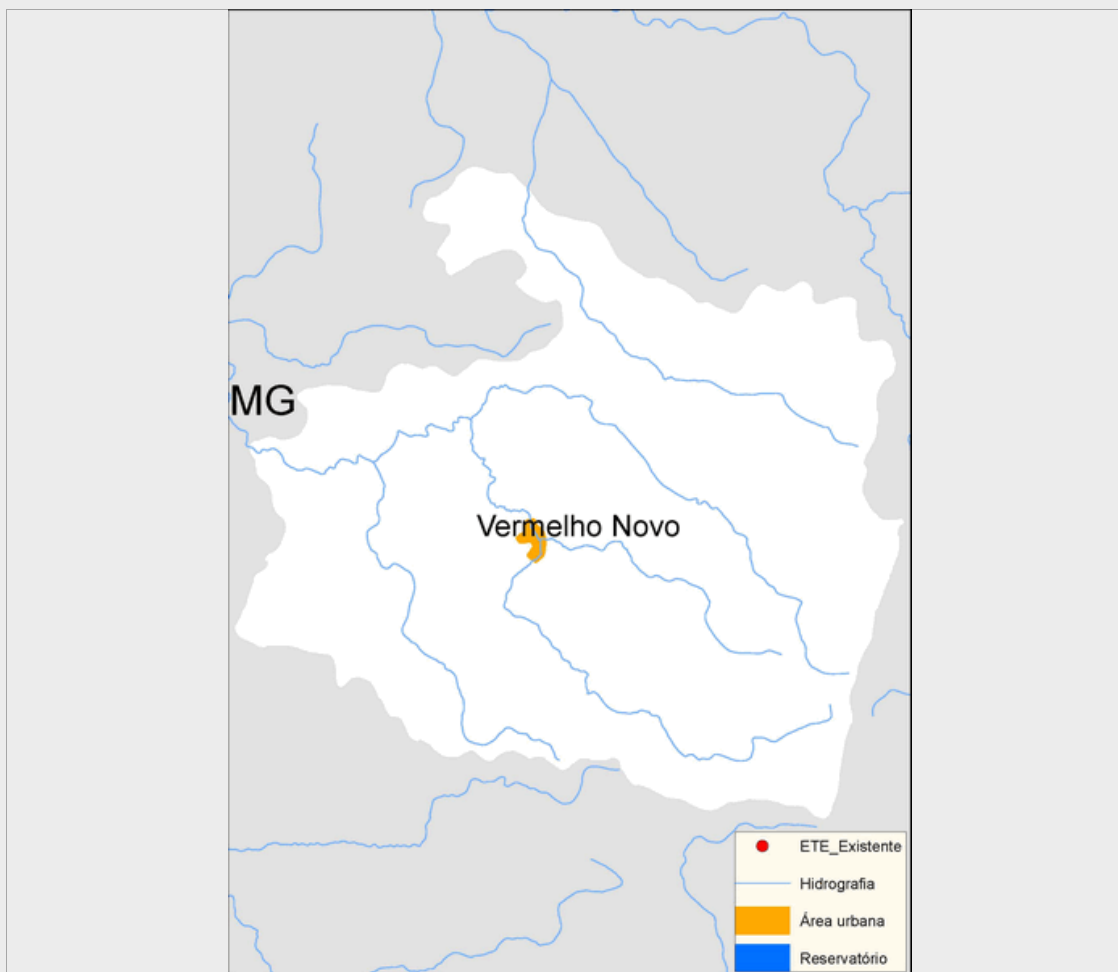 MG
Vermelho Novo
ETE_Existente
Hidrografia
Área urbana
Reservatório